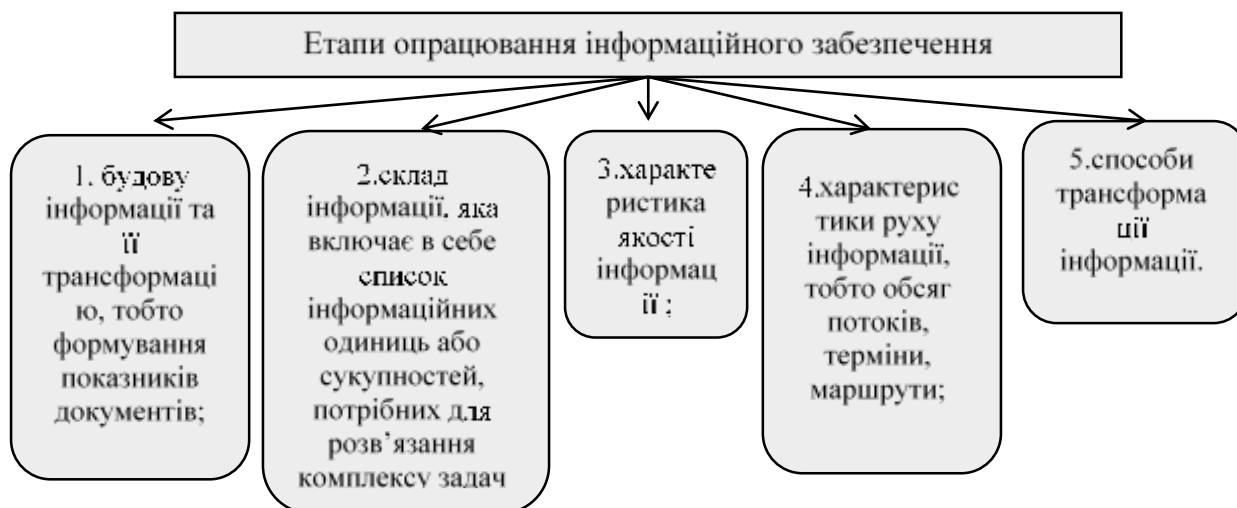 Етапи опрацювання інформаційного забезпечення
1. будову
інформації та
її
трансформаці
ю, тобто
формування
показників
документів;
2.склад
інформації, яка
включає в себе
список
інформаційних
одиниць або
сукупностей,
потрібних для
розв’язання
комплексу задач
3.характе
ристика
якості
інформац
ії ;
4.характерис
тики руху
інформації,
тобто обсяг
потоків,
терміни,
маршрути;
5.способи
трансформа
ції
інформації.